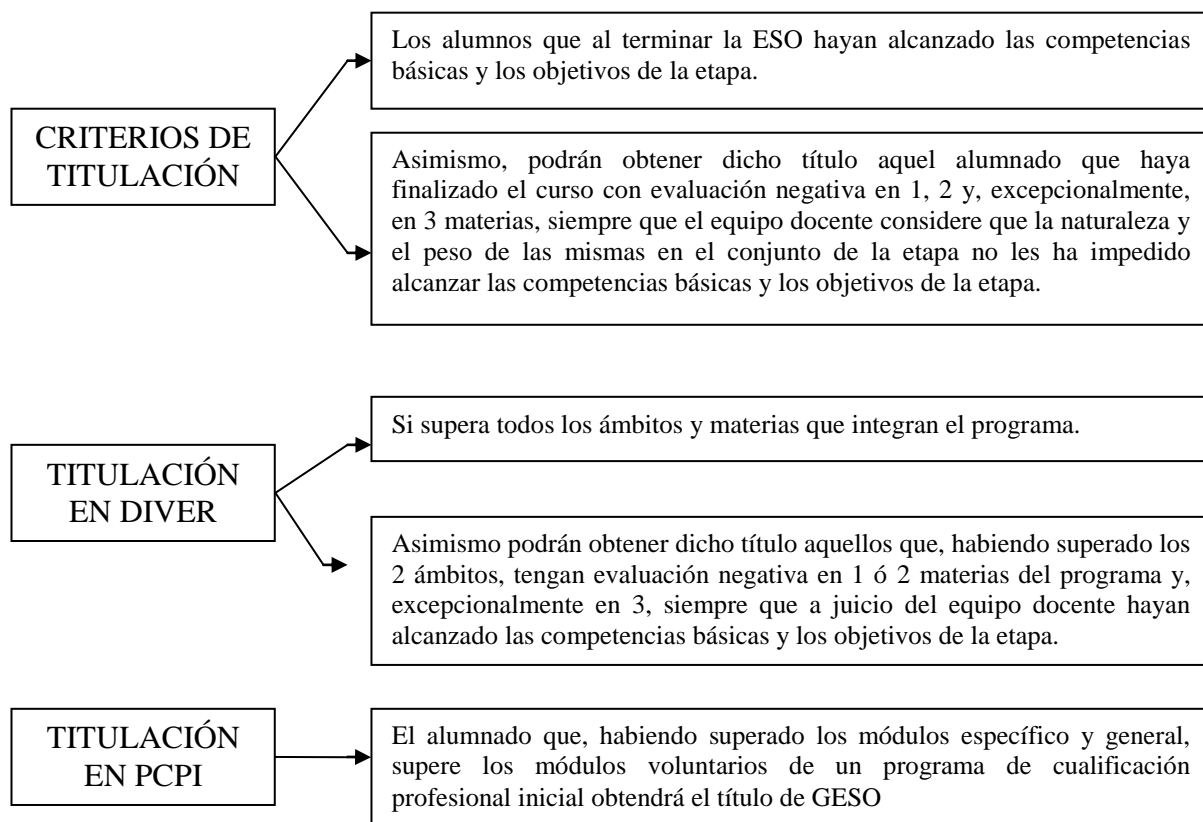 Los alumnos que al terminar la ESO hayan alcanzado las competencias
básicas y los objetivos de la etapa.
CRITERIOS DE
TITULACIÓN
Asimismo, podrán obtener dicho título aquel alumnado que haya
finalizado el curso con evaluación negativa en 1, 2 y, excepcionalmente,
en 3 materias, siempre que el equipo docente considere que la naturaleza y
el peso de las mismas en el conjunto de la etapa no les ha impedido
alcanzar las competencias básicas y los objetivos de la etapa.
Si supera todos los ámbitos y materias que integran el programa.
TITULACIÓN
EN DIVER
Asimismo podrán obtener dicho título aquellos que, habiendo superado los
2 ámbitos, tengan evaluación negativa en 1 ó 2 materias del programa y,
excepcionalmente en 3, siempre que a juicio del equipo docente hayan
alcanzado las competencias básicas y los objetivos de la etapa.
TITULACIÓN
EN PCPI
El alumnado que, habiendo superado los módulos específico y general,
supere los módulos voluntarios de un programa de cualificación
profesional inicial obtendrá el título de GESO